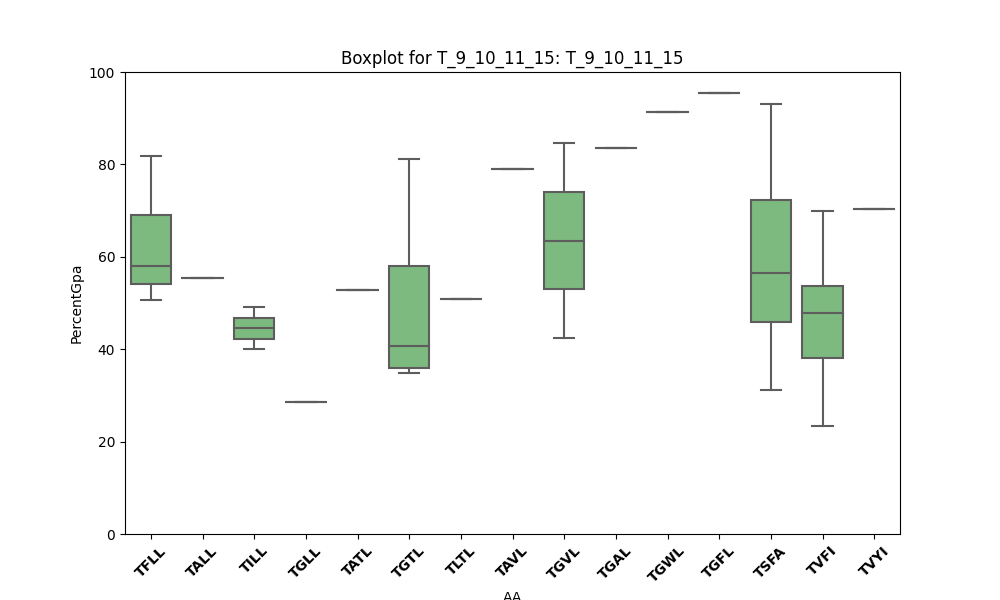 Boxplot for T_9_10_11_15: T_9_10_11_15
PercentGpa
100
80
60
40
20
0
TFLL TALL TILL TGLL TATL TGTL TLTL TAVL TGVL TGAL TGWL TGFL TSFA TVFI TVYI
AA